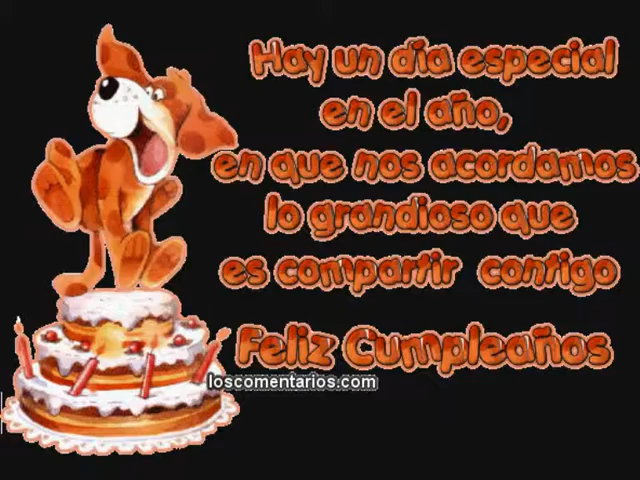 Hay un dia especial
en el año,
en que nos acordamos
lo grandioso que
es compartir contigo
Feliz Cumpleaños
loscomentarios.com